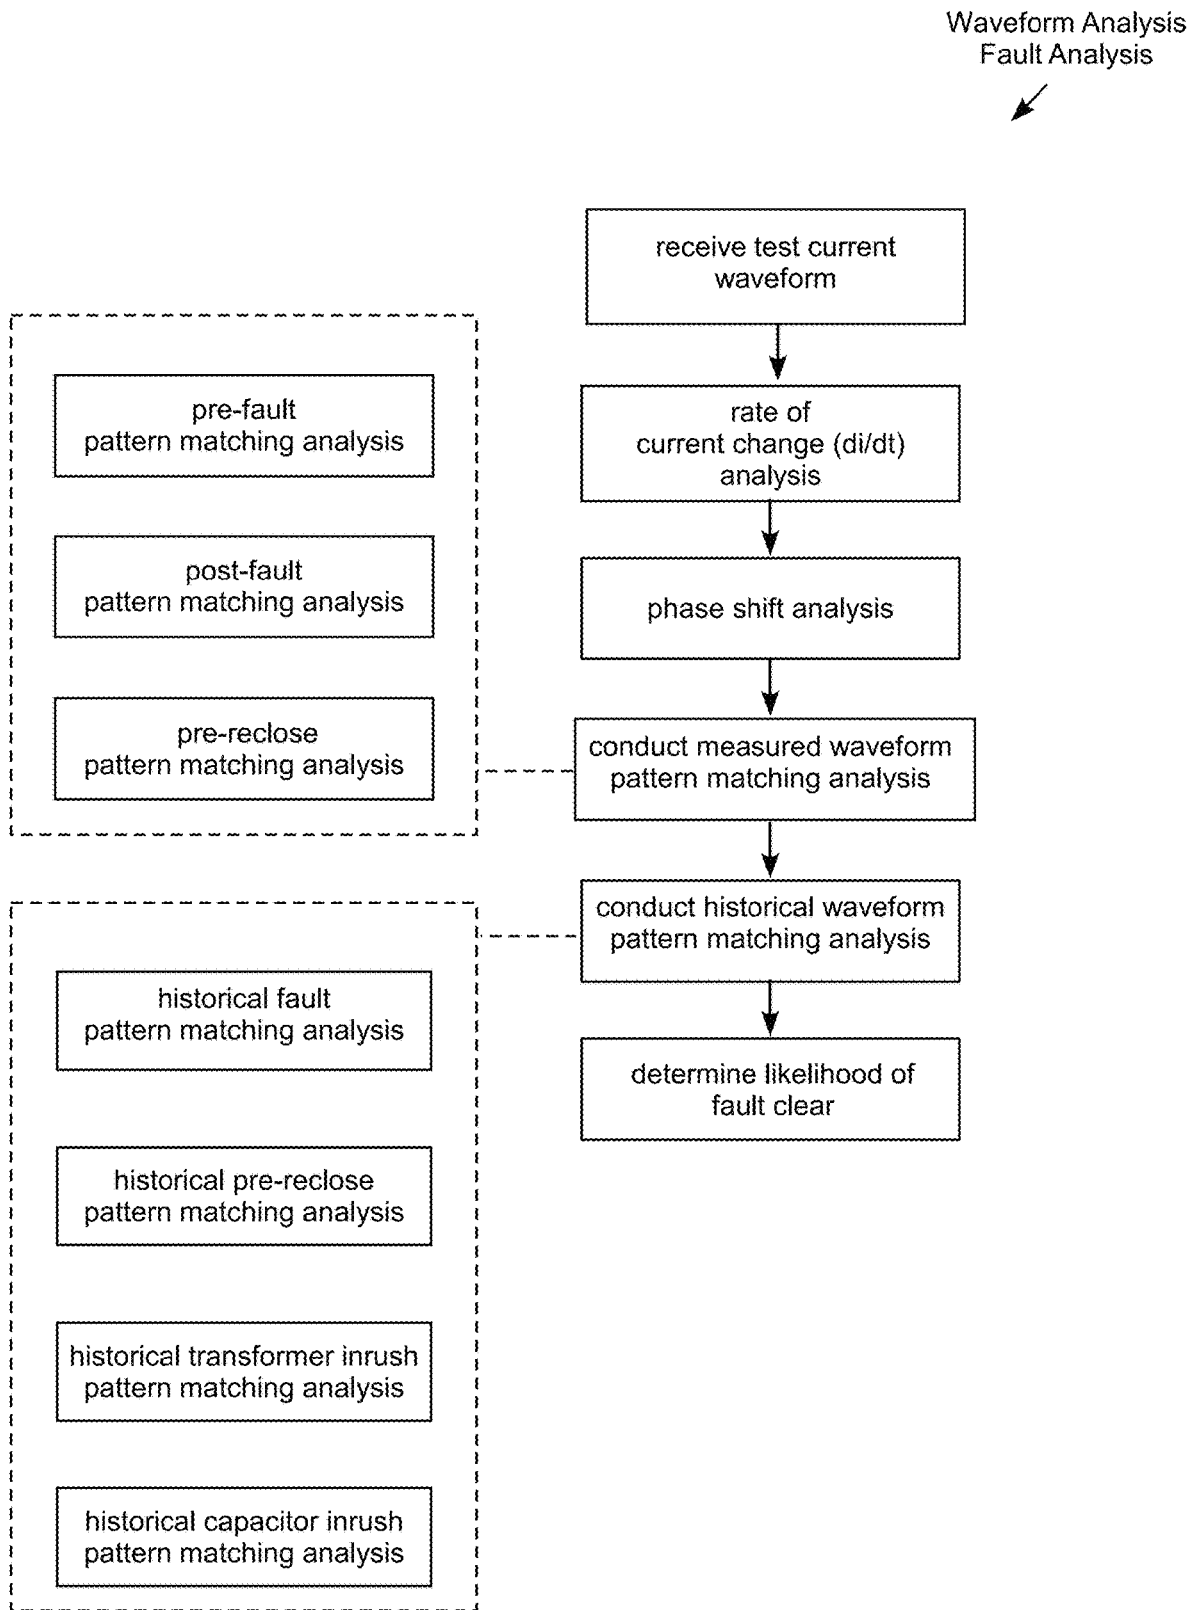 Waveform Analysis
Fault Analysis
receive test current
waveform
rate of
current change (di/dt)
analysis
phase shift analysis
conduct measured waveform
pattern matching analysis
conduct historical waveform
pattern matching analysis
determine likelihood of
fault clear
pre-fault
pattern matching analysis
post-fault
pattern matching analysis
pre-reclose
pattern matching analysis
historical fault
pattern matching analysis
historical pre-reclose
pattern matching analysis
historical transformer inrush
pattern matching analysis
historical capacitor inrush
pattern matching analysis